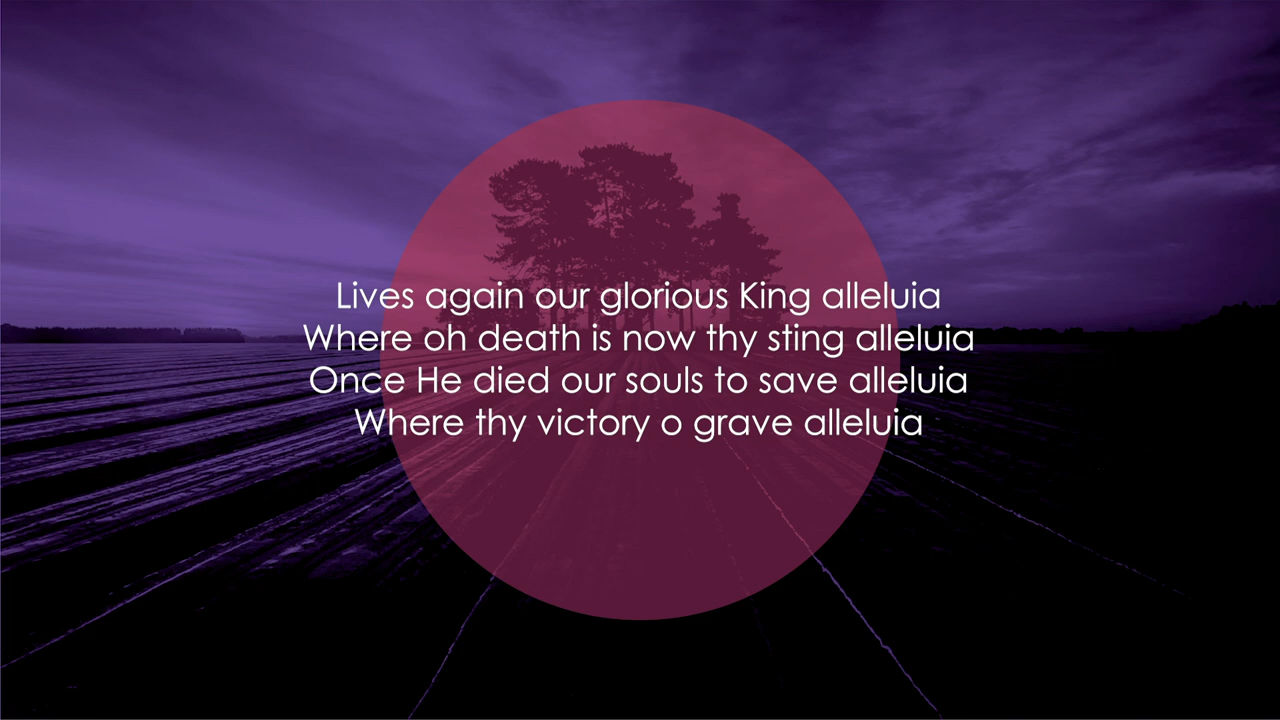 Lives again our glorious King alleluia
Where oh death is now thy sting alleluia
Once He died our souls to save alleluia
Where thy victory o grave alleluia